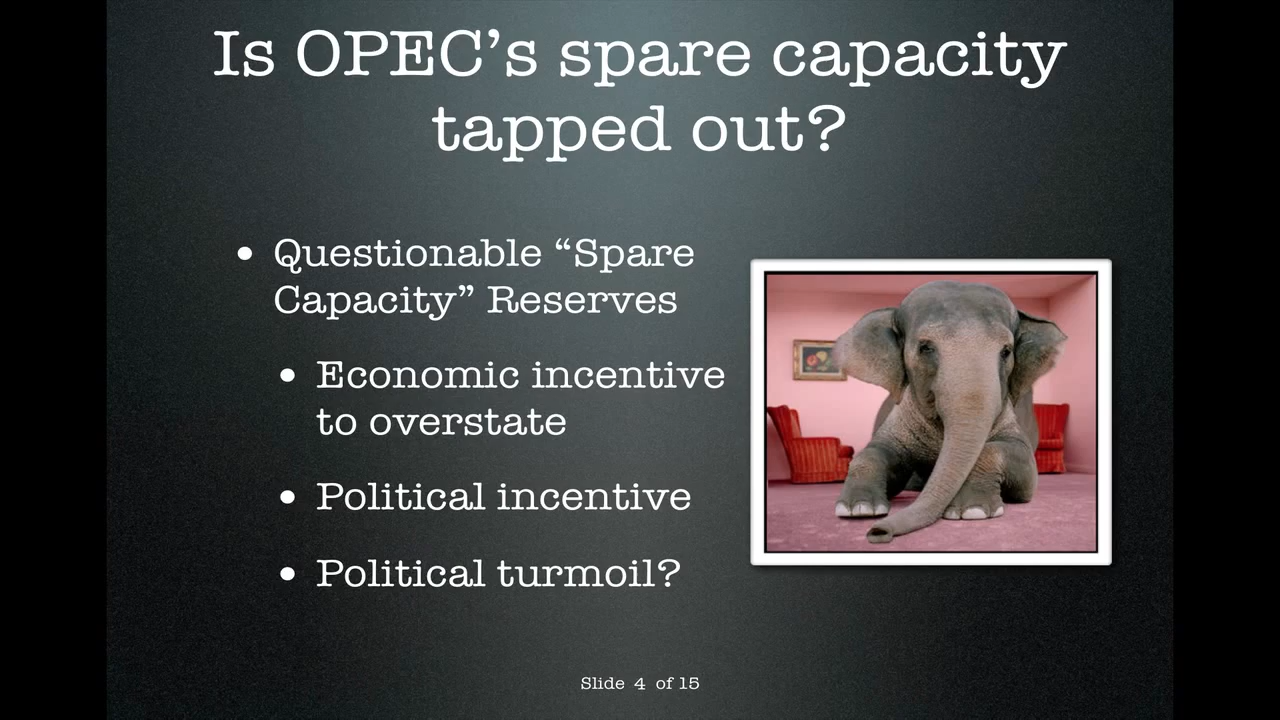 Is OPEC’s spare capacity
tapped out?
• Questionable “Spare
Capacity” Reserves
• Economic incentive
to overstate
• Political incentive
• Political turmoil?
Slide 4 of 15